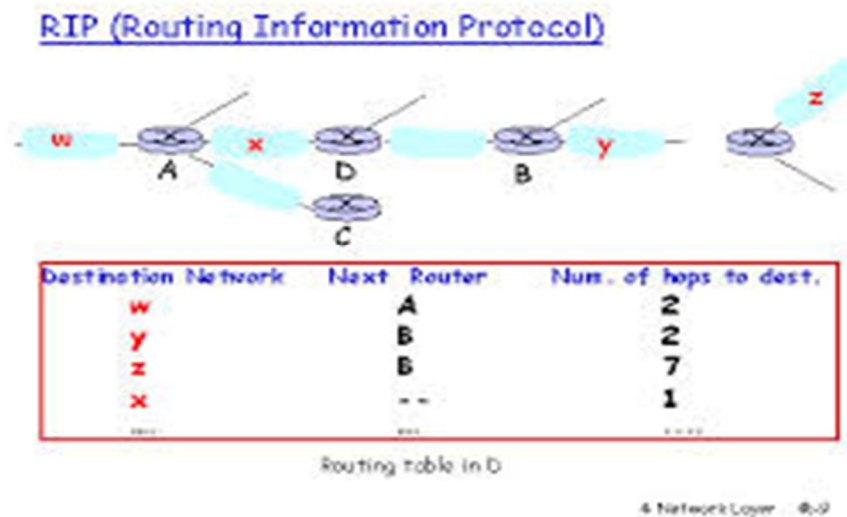 RIP (Routing Information Protocol)
z
w x y
A D B
C
Destination Network Next Router Num. of hops to dest.
w A 2
y B 2
z B 7
x -- 1
.... .... ....
Routing table in D
4: Network Layer